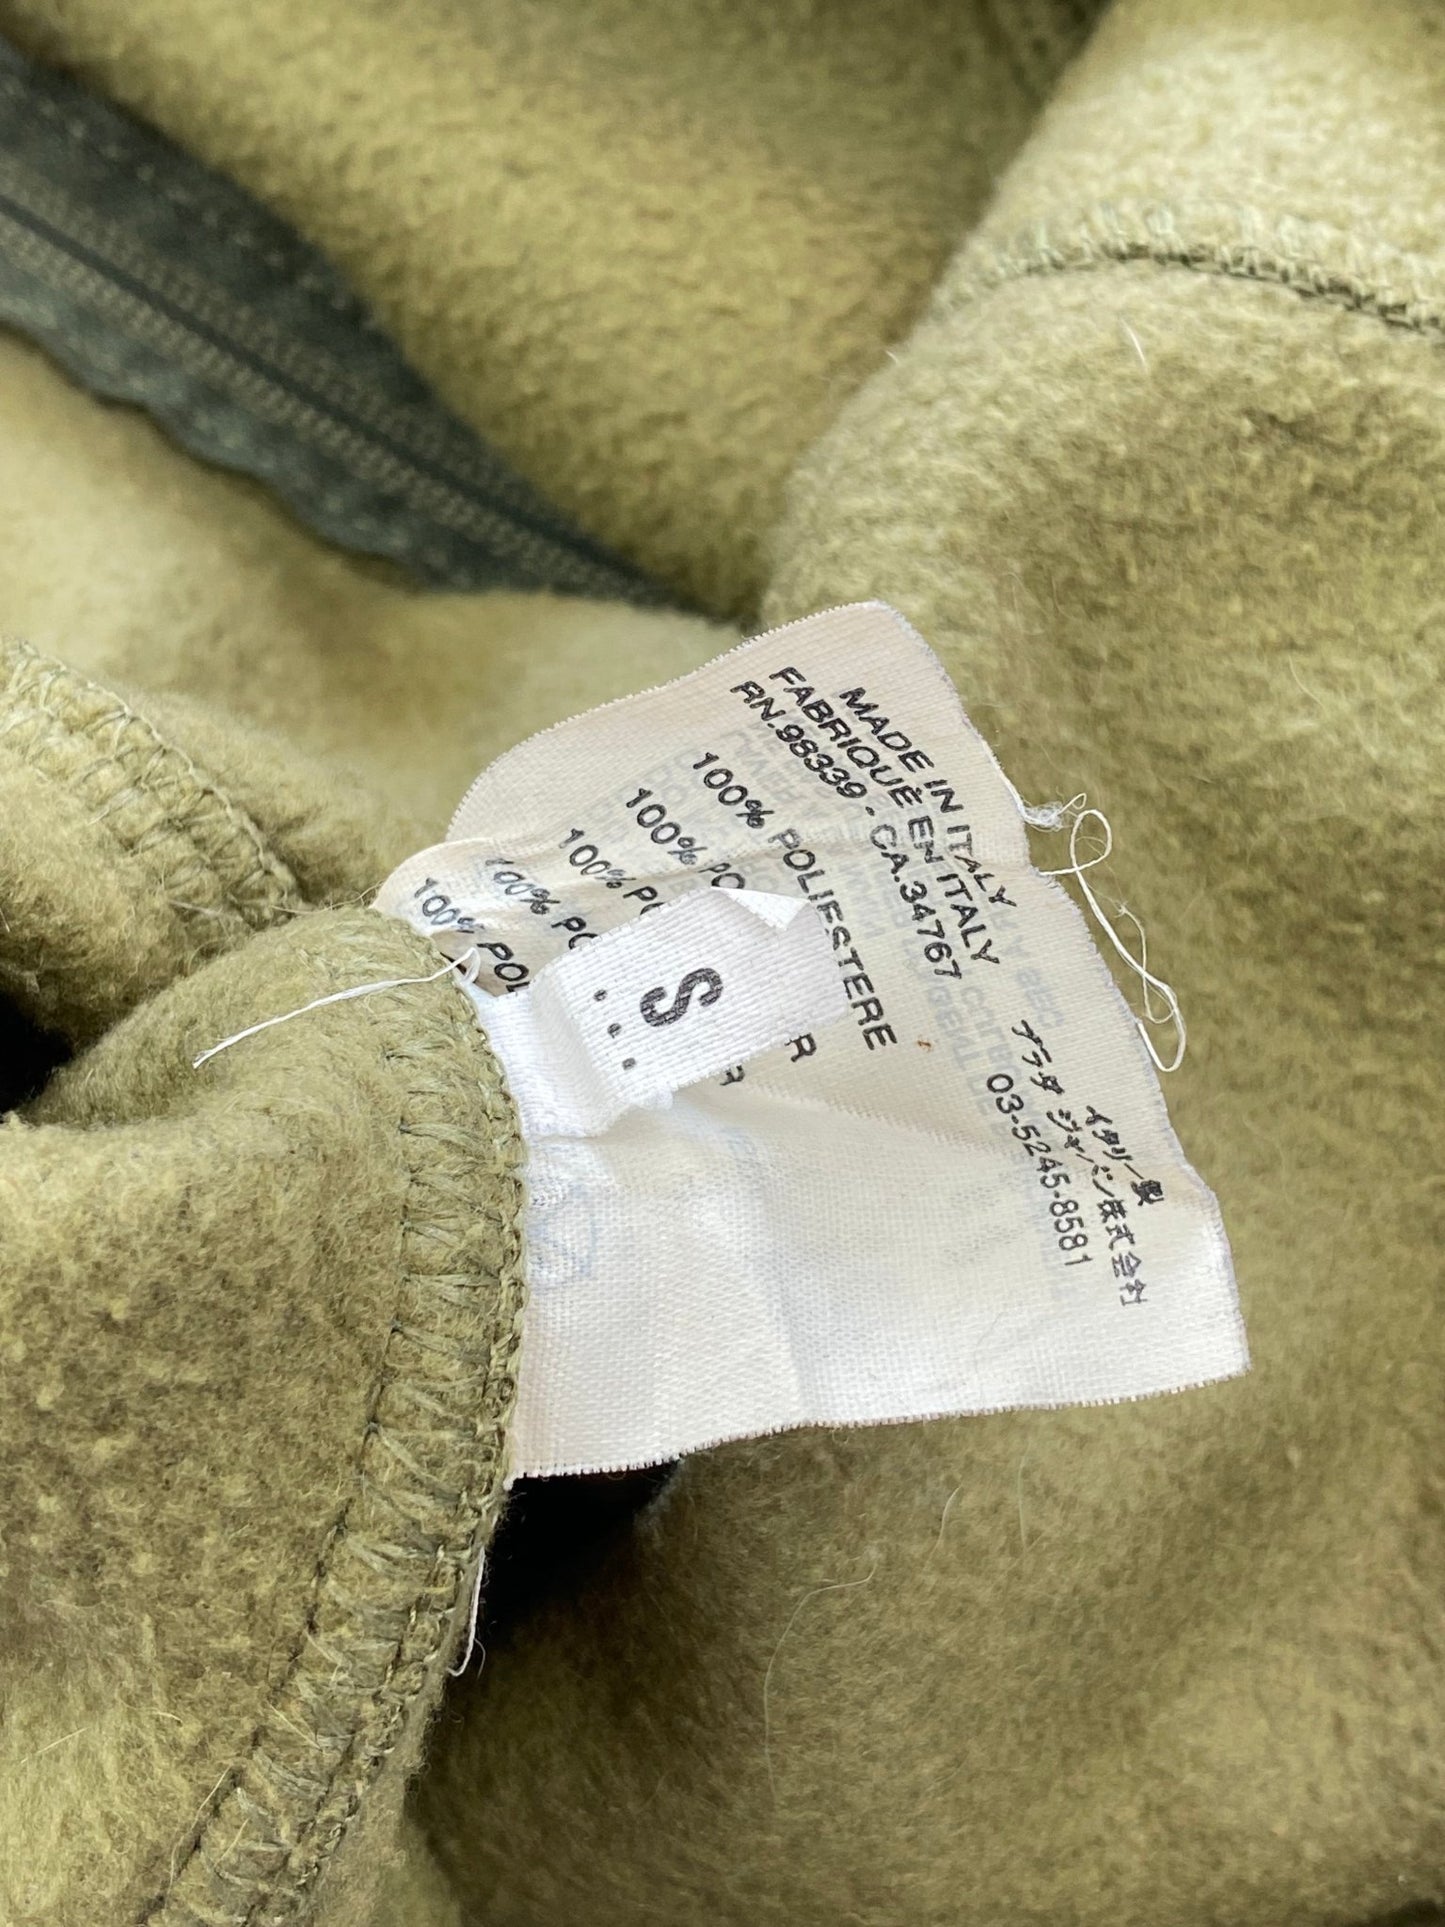 MADE IN ITALY
FABRIQUÉ EN ITALY
RN.98339 - CA.34767
100% POLIESTERE
100% PO R
100% PO R
100% PO
100% POL
S
イタリー製
プラダ ジャパン株式会社
03-5245-8581